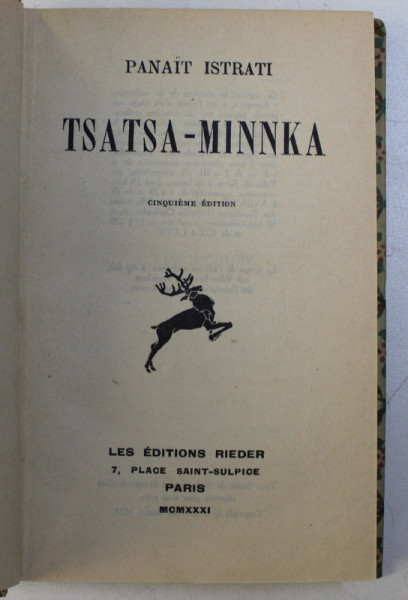 PANAÏT ISTRATI
TSATSA-MINNKA
CINQUIÈME ÉDITION
LES ÉDITIONS RIEDER
7, PLACE SAINT-SULPICE
PARIS
MCMXXXI